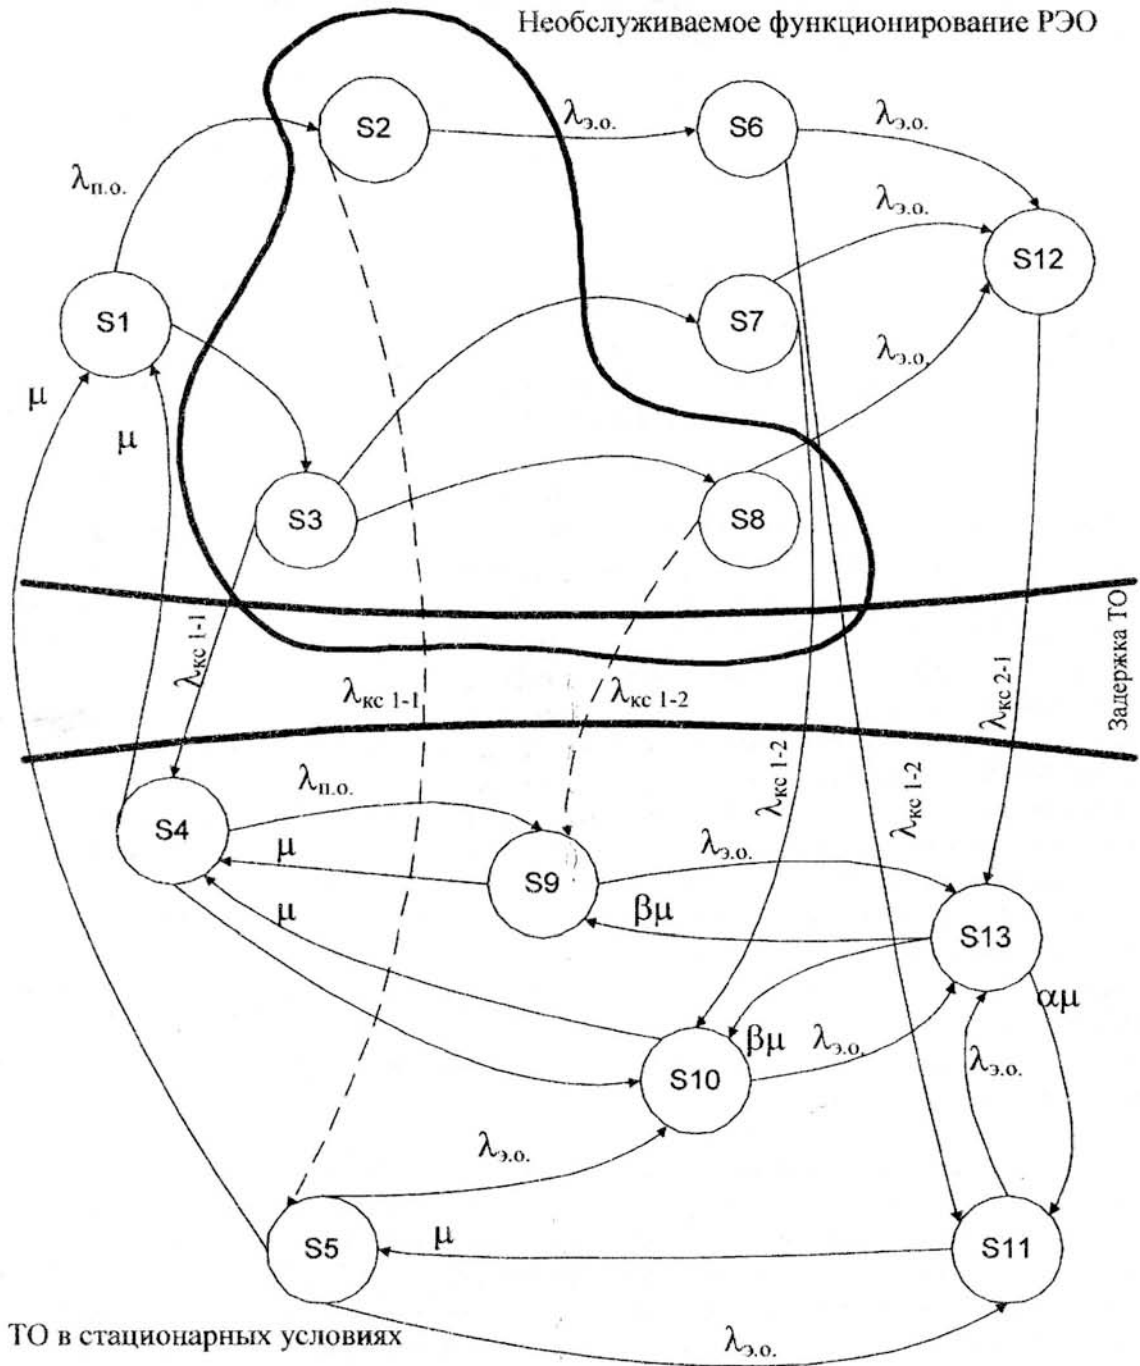 Необслуживаемое функционирование РЭО
S2
λэ.о.
S6
λэ.о.
λп.о.
λэ.о.
S12
S1
S7
λэ.о.
μ
μ
S3
S8
λкс 1-1
λкс 1-1
λкс 1-2
λкс 2-1
Задержка ТО
λкс 1-2
λкс 1-2
λп.о.
S4
μ
λэ.о.
S9
μ
βμ
S13
αμ
βμ
λэ.о.
λэ.о.
S10
λэ.о.
μ
S5
S11
ТО в стационарных условиях
λэ.о.